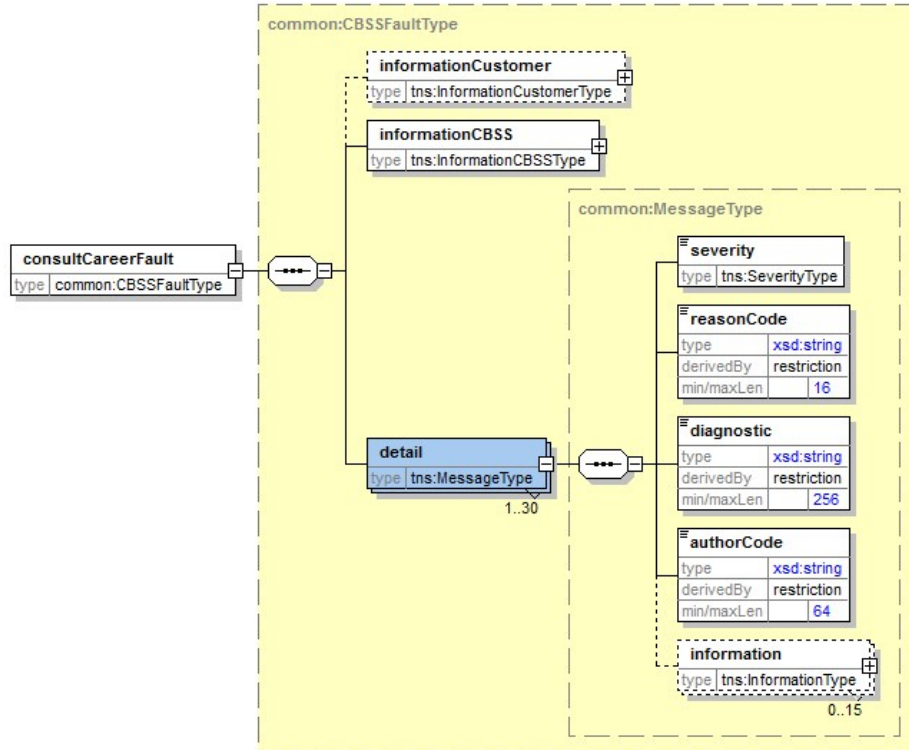 common:CBSSFaultType
informationCustomer
type tns:InformationCustomerType
informationCBSS
type tns:InformationCBSSType
common:MessageType
consultCareerFault
type common:CBSSFaultType
severity
type tns:SeverityType
reasonCode
type xsd:string
derivedBy restriction
min/maxLen 16
detail
type tns:MessageType
1..30
diagnostic
type xsd:string
derivedBy restriction
min/maxLen 256
authorCode
type xsd:string
derivedBy restriction
min/maxLen 64
information
type tns:InformationType
0..15